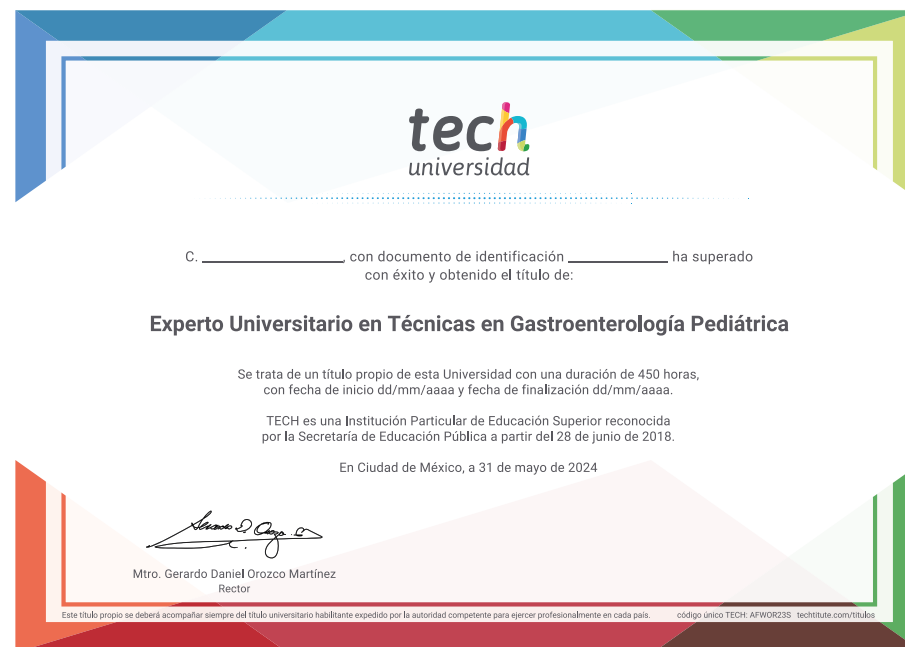 tech
universidad
C. ____________, con documento de identificación ____________ ha superado
con éxito y obtenido el título de:
Experto Universitario en Técnicas en Gastroenterología Pediátrica
Se trata de un título propio de esta Universidad con una duración de 450 horas,
con fecha de inicio dd/mm/aaaa y fecha de finalización dd/mm/aaaa.
TECH es una Institución Particular de Educación Superior reconocida
por la Secretaría de Educación Pública a partir del 28 de junio de 2018.
En Ciudad de México, a 31 de mayo de 2024
Mtro. Gerardo Daniel Orozco Martínez
Rector
Este título propio se deberá acompañar siempre del título universitario habilitante expedido por la autoridad competente para ejercer profesionalmente en cada país. código único TECH: AFWOR23S techtitute.com/titulos